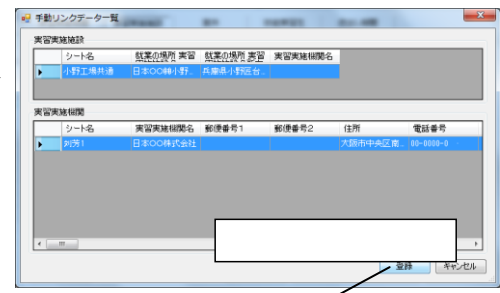 手動リンクデータ一覧
実習実施施設
シート名 就業の場所 実習 就業の場所 実習 実習実施機関名
小野工場共通 日本○○㈱小野.. 兵庫県小野区台..
実習実施機関
シート名 実習実施機関名 郵便番号1 郵便番号2 住所 電話番号
刘芳1 日本○○株式会社 大阪市中央区南.. 00-0000-0
登録 キャンセル